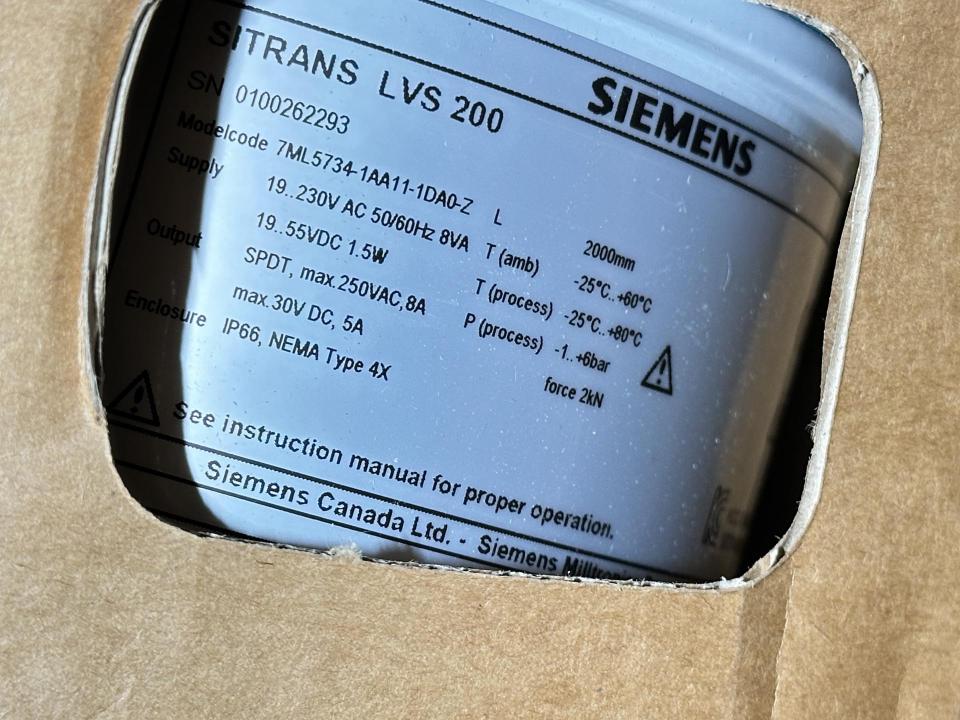 SITRANS LVS 200
SIEMENS
SN 0100262293
Modelcode 7ML5734-1AA11-1DA0-Z
Supply 19..230V AC 50/60Hz 8VA
19..55VDC 1.5W
Output SPDT, max.250VAC,8A
max.30V DC, 5A
Enclosure IP66, NEMA Type 4X
L 2000mm
T (amb) -25°C..+60°C
T (process) -25°C..+80°C
P (process) -1..+6bar
force 2kN
See instruction manual for proper operation.
Siemens Canada Ltd. - Siemens